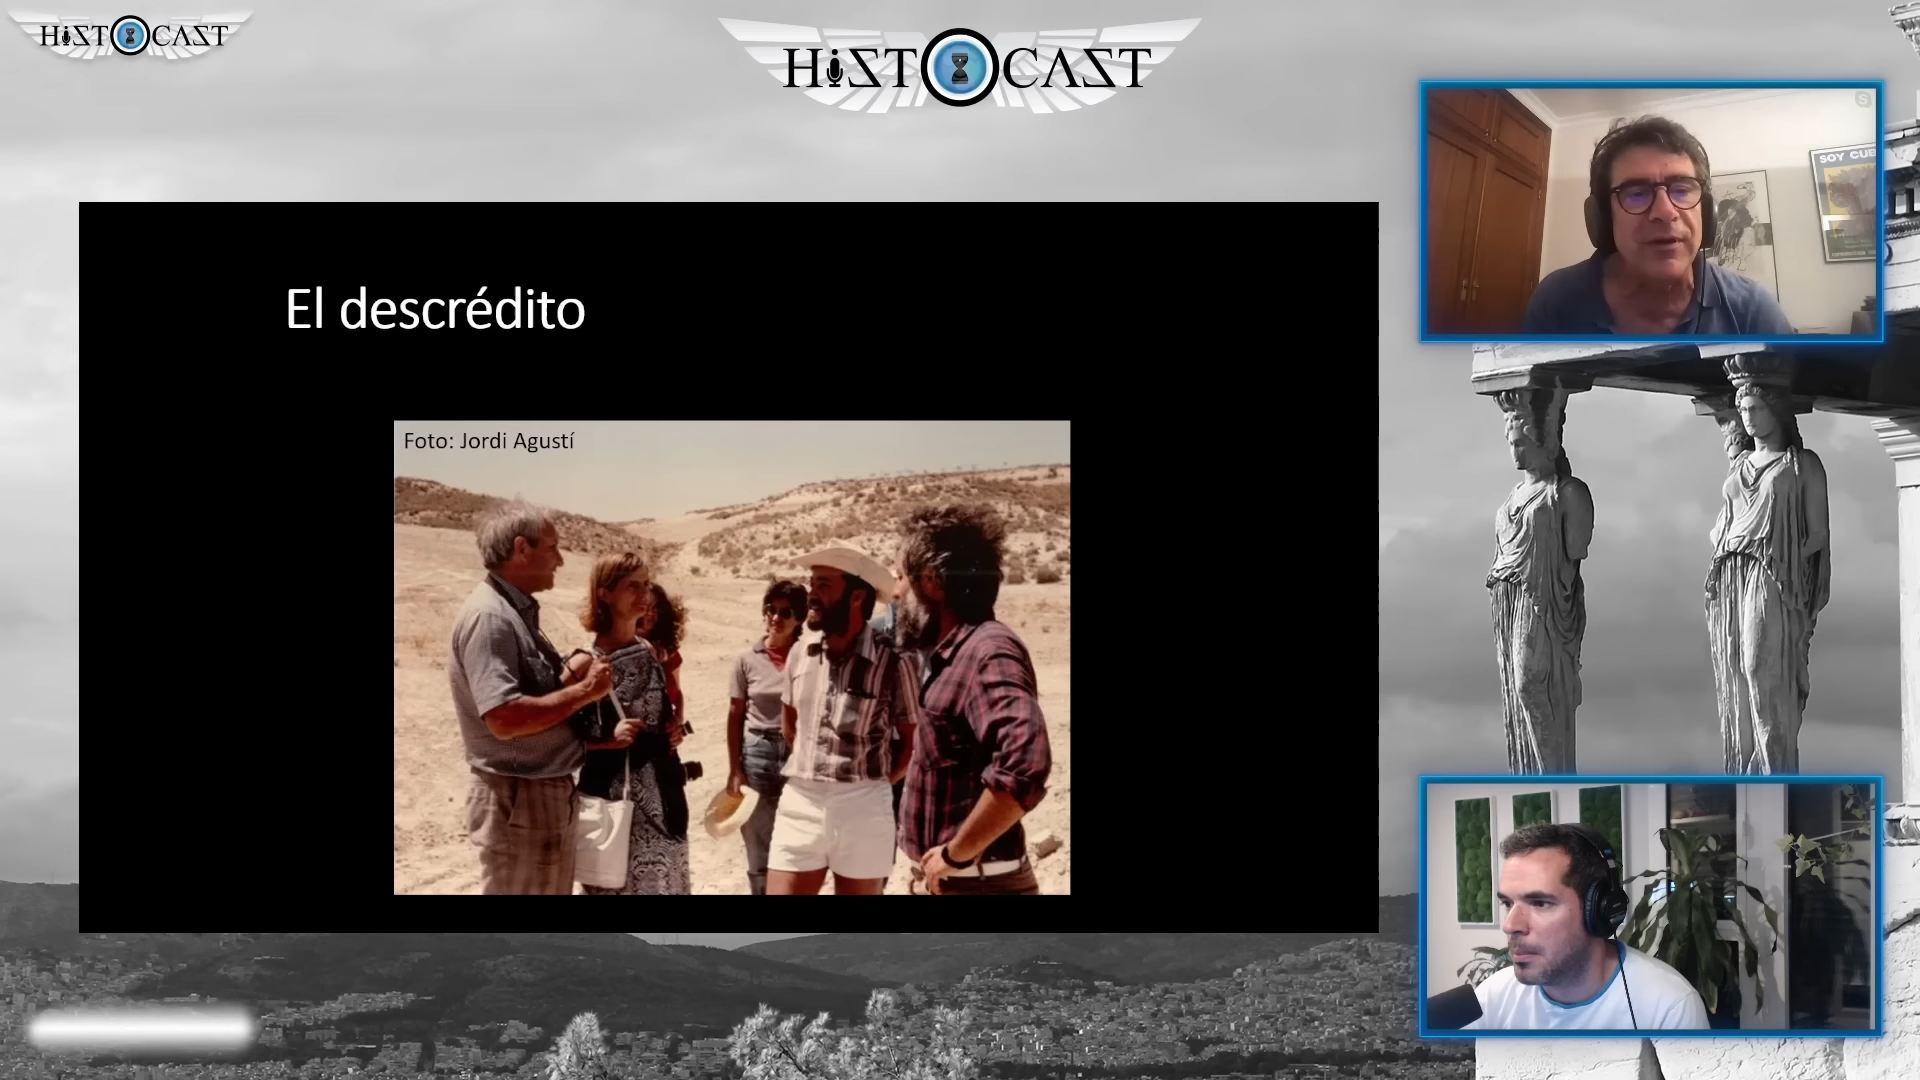 HiSTOCAST
HiSTOCAST
SOY CUB
El descrédito
Foto: Jordi Agustí